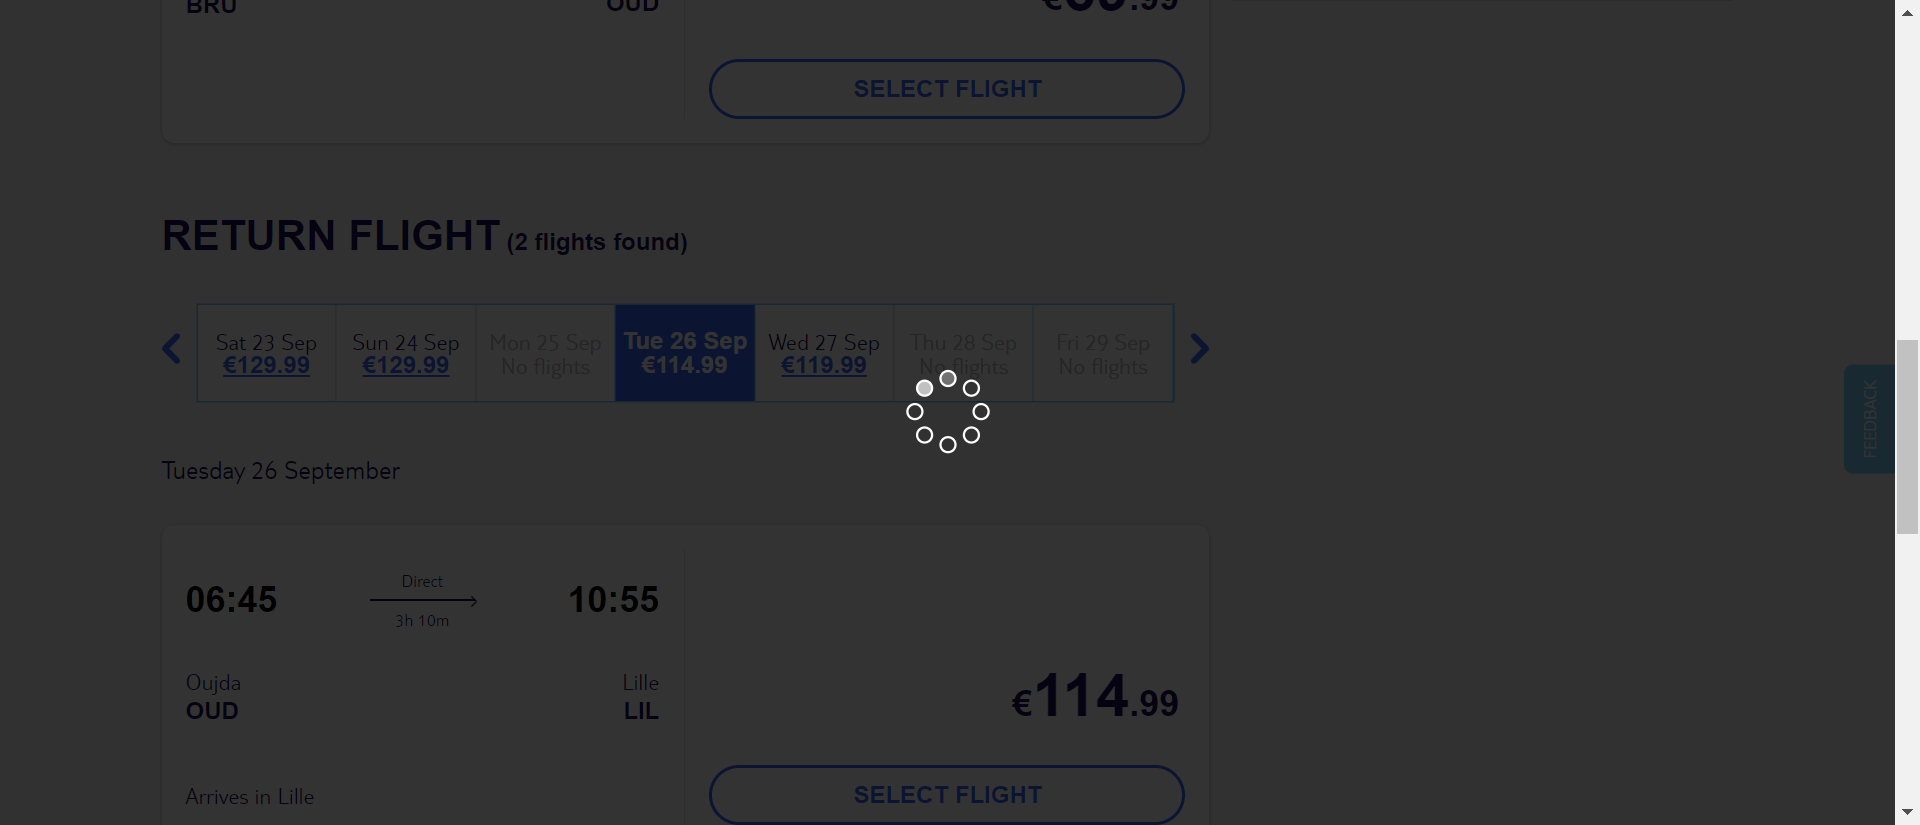 BRU OUD
.99
SELECT FLIGHT
RETURN FLIGHT (2 flights found)
Sat 23 Sep Sun 24 Sep Mon 25 Sep Tue 26 Sep Wed 27 Sep Thu 28 Sep Fri 29 Sep
€129.99 €129.99 No flights €114.99 €119.99 No flights No flights
FEEDBACK
Tuesday 26 September
Direct
06:45 10:55
3h 10m
Oujda Lille
OUD LIL
€114.99
Arrives in Lille
SELECT FLIGHT